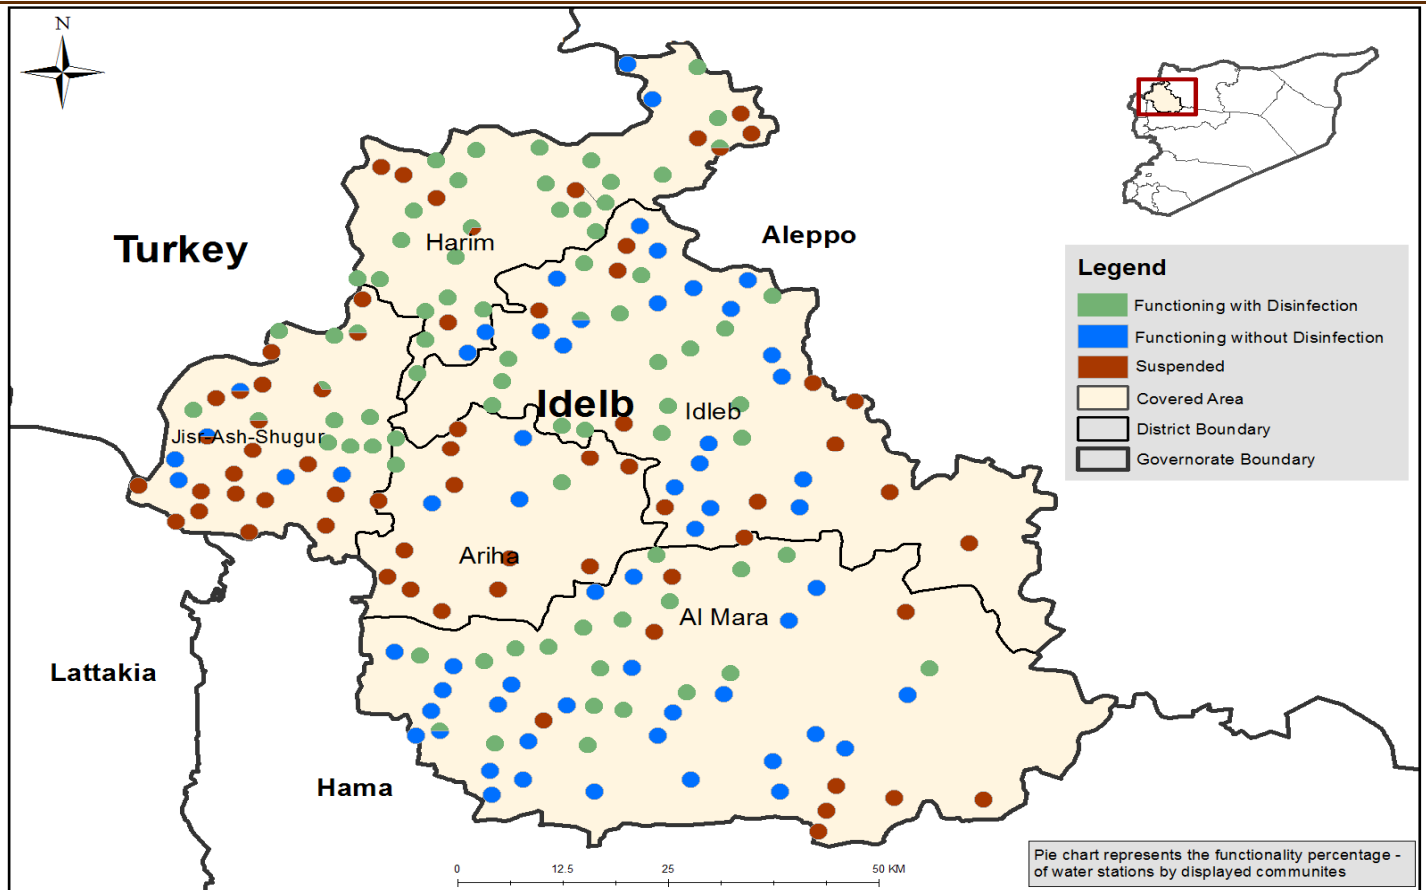 N
Turkey
Harim
Aleppo
Legend
Functioning with Disinfection
Functioning without Disinfection
Suspended
Covered Area
District Boundary
Governorate Boundary
Idelb
Idleb
Jisr-Ash-Shugur
Ariha
Al Mara
Lattakia
Hama
0 12.5 25 50 KM
Pie chart represents the functionality percentage -
of water stations by displayed communites